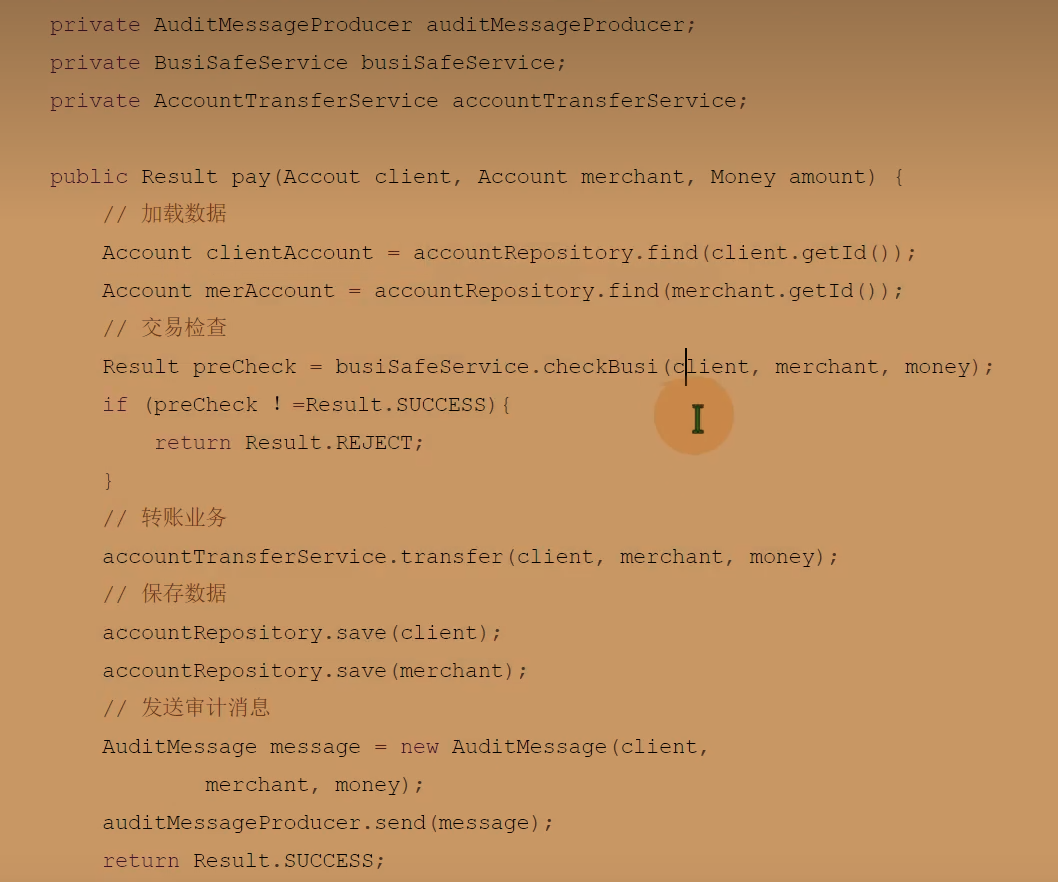 private AuditMessageProducer auditMessageProducer;
private BusiSafeService busiSafeService;
private AccountTransferService accountTransferService;
public Result pay(Accout client, Account merchant, Money amount) {
// 加载数据
Account clientAccount = accountRepository.find(client.getId());
Account merAccount = accountRepository.find(merchant.getId());
// 交易检查
Result preCheck = busiSafeService.checkBusi(client, merchant, money);
if (preCheck ！=Result.SUCCESS){
return Result.REJECT;
}
// 转账业务
accountTransferService.transfer(client, merchant, money);
// 保存数据
accountRepository.save(client);
accountRepository.save(merchant);
// 发送审计消息
AuditMessage message = new AuditMessage(client,
merchant, money);
auditMessageProducer.send(message);
return Result.SUCCESS;